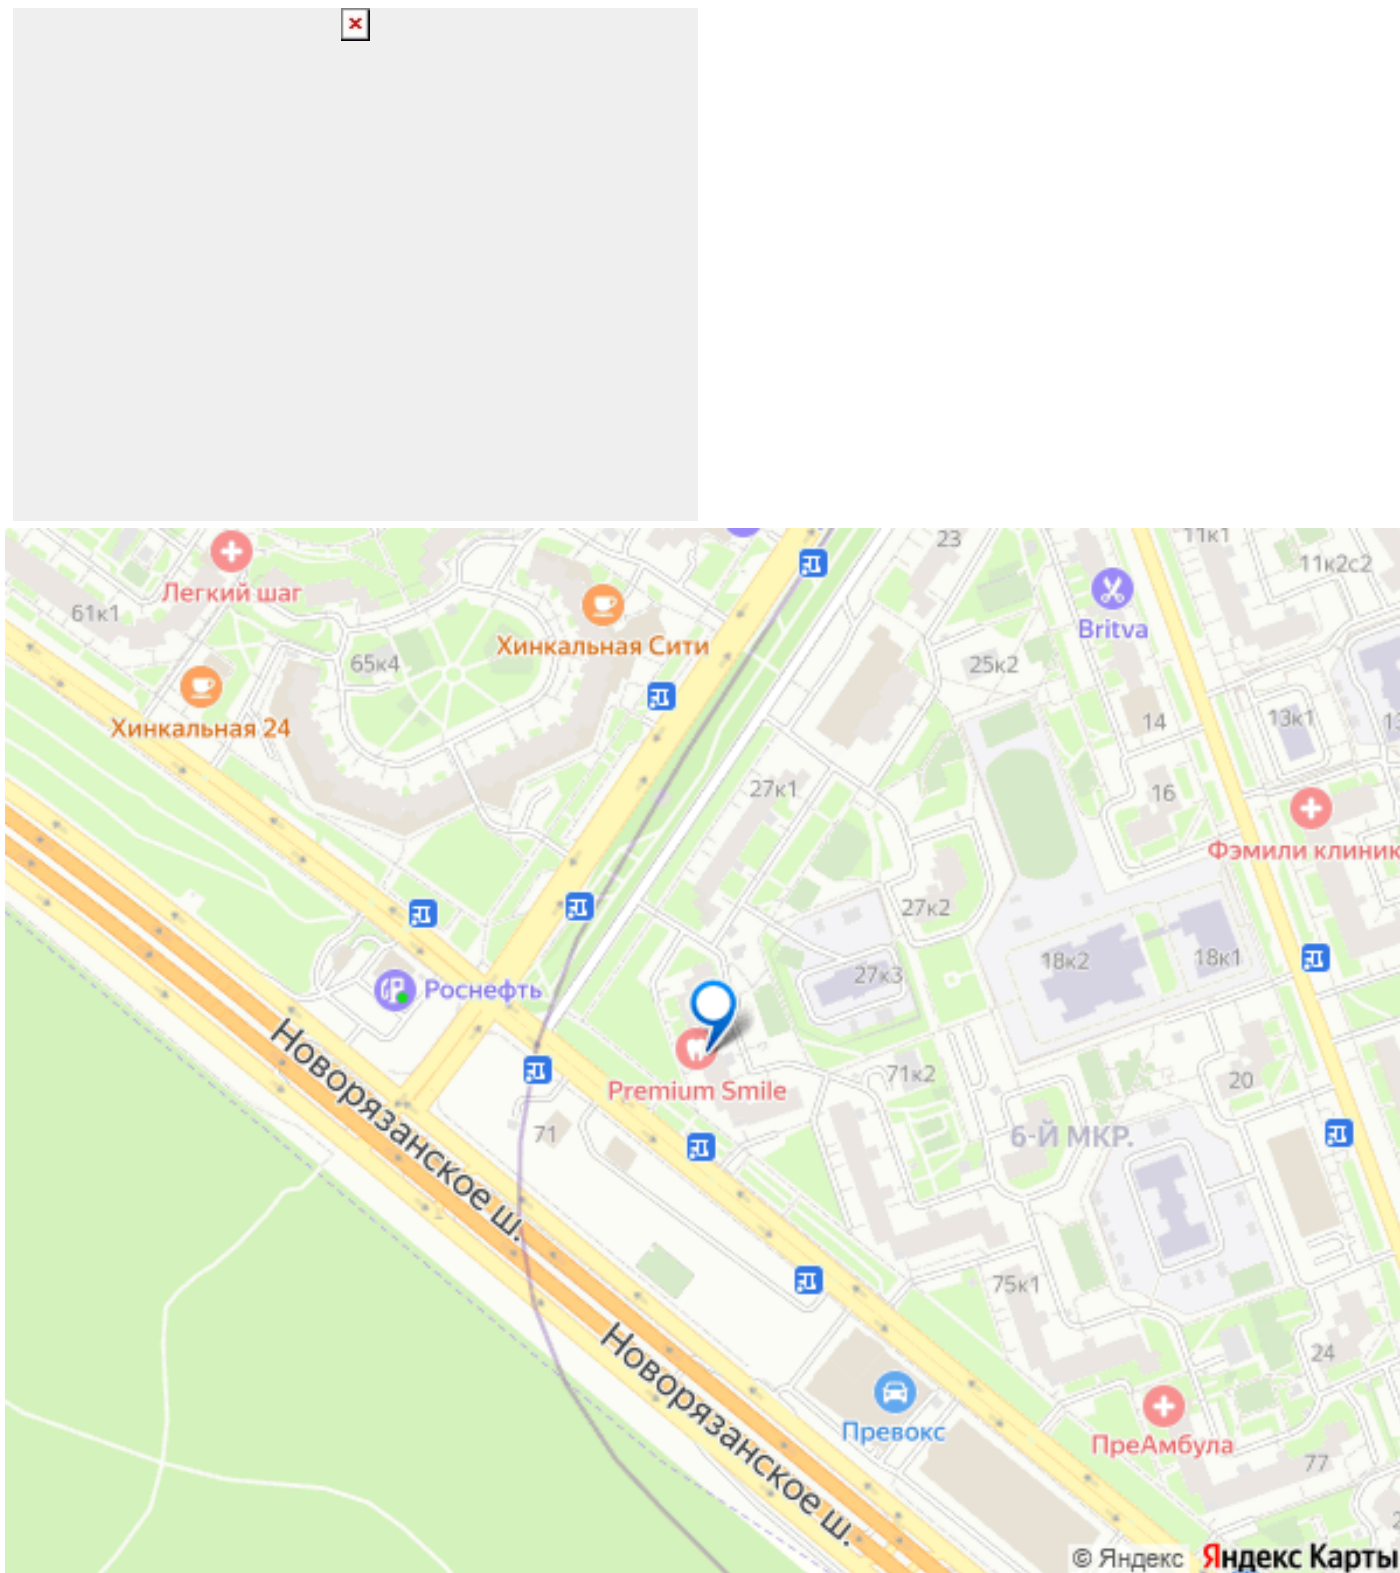 23
11к1
11к2с2
Легкий шаг
61к1
Britva
Хинкальная Сити
65к4
25к2
Хинкальная 24
14
13к1
27к1
16
Фэмили клиник
27к2
18к2
18к1
27к3
Роснефть
Новорязанское ш.
Premium Smile
71к2
20
71
6-Й МКР.
75к1
Новорязанское ш.
24
Превокс
ПреАмбула
77
© Яндекс Яндекс Карты